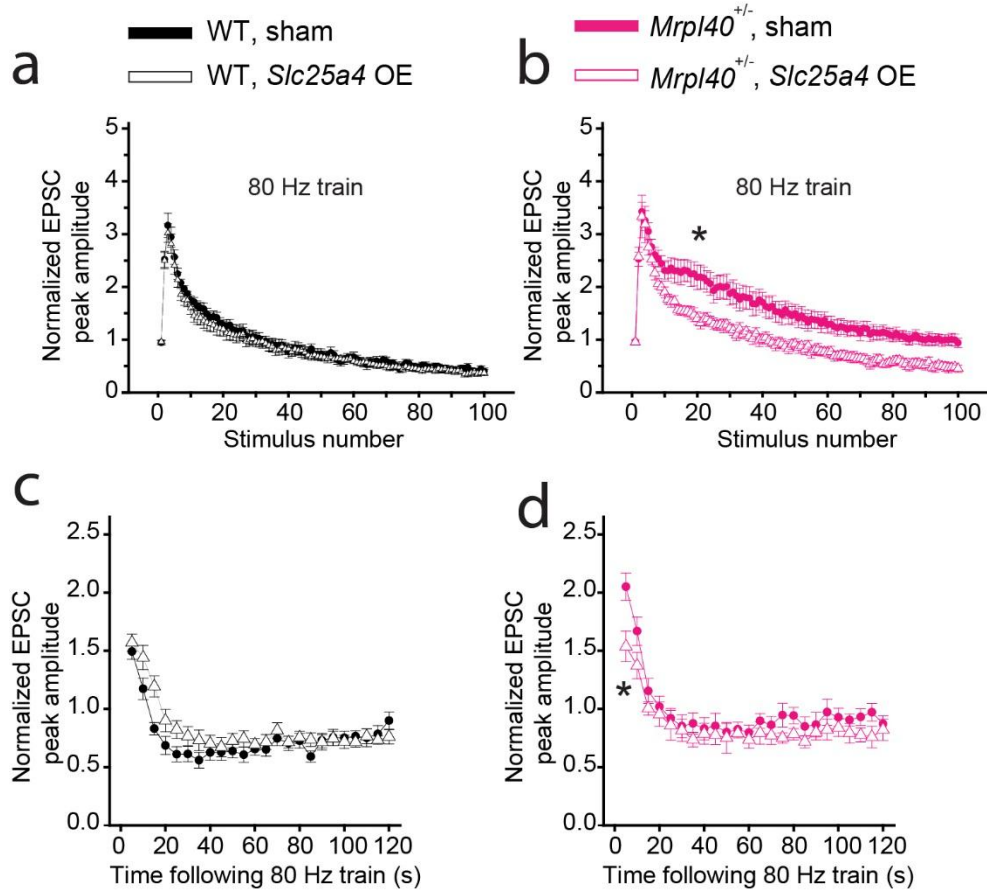 WT, sham
WT, Slc25a4 OE
Mrpl40+/-, sham
Mrpl40+/-, Slc25a4 OE
a
Normalized EPSC
peak amplitude
5
4
3
2
1
0
80 Hz train
0 20 40 60 80 100
Stimulus number
b
Normalized EPSC
peak amplitude
5
4
3
2
1
0
80 Hz train
*
0 20 40 60 80 100
Stimulus number
c
Normalized EPSC
peak amplitude
2.5
2.0
1.5
1.0
0.5
0.0
0 20 40 60 80 100 120
Time following 80 Hz train (s)
d
Normalized EPSC
peak amplitude
2.5
2.0
1.5
1.0
0.5
0.0
*
0 20 40 60 80 100 120
Time following 80 Hz train (s)